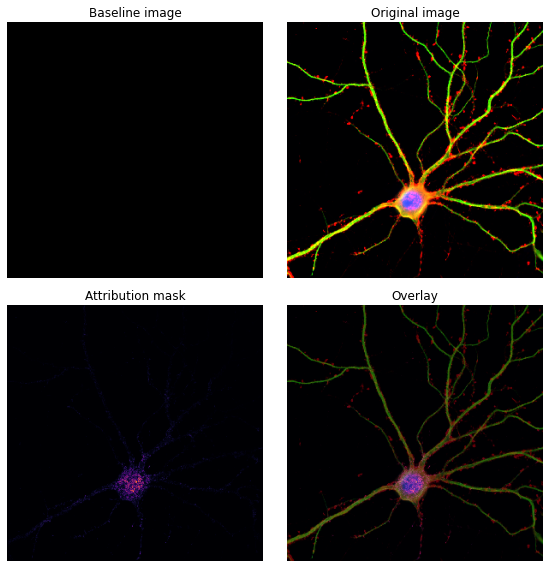 Baseline image
Original image
Attribution mask
Overlay